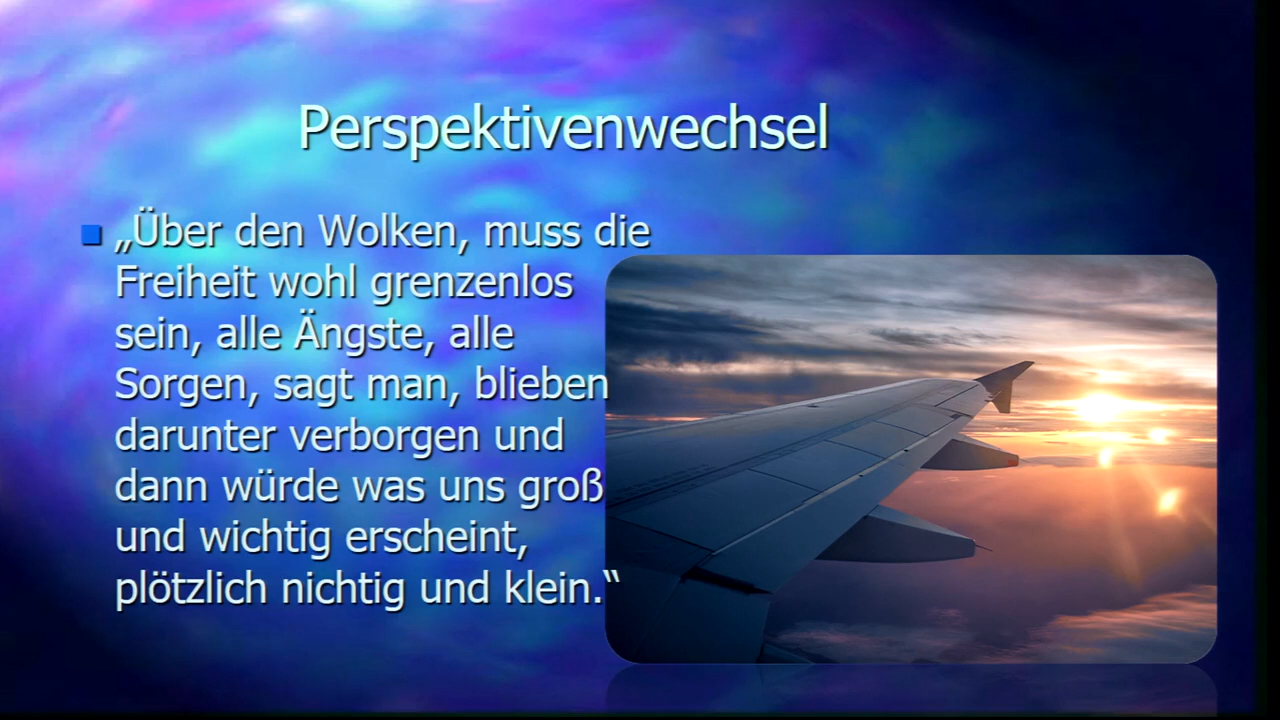 Perspektivenwechsel
„Über den Wolken, muss die
Freiheit wohl grenzenlos
sein, alle Ängste, alle
Sorgen, sagt man, blieben
darunter verborgen und
dann würde was uns groß
und wichtig erscheint,
plötzlich nichtig und klein.“